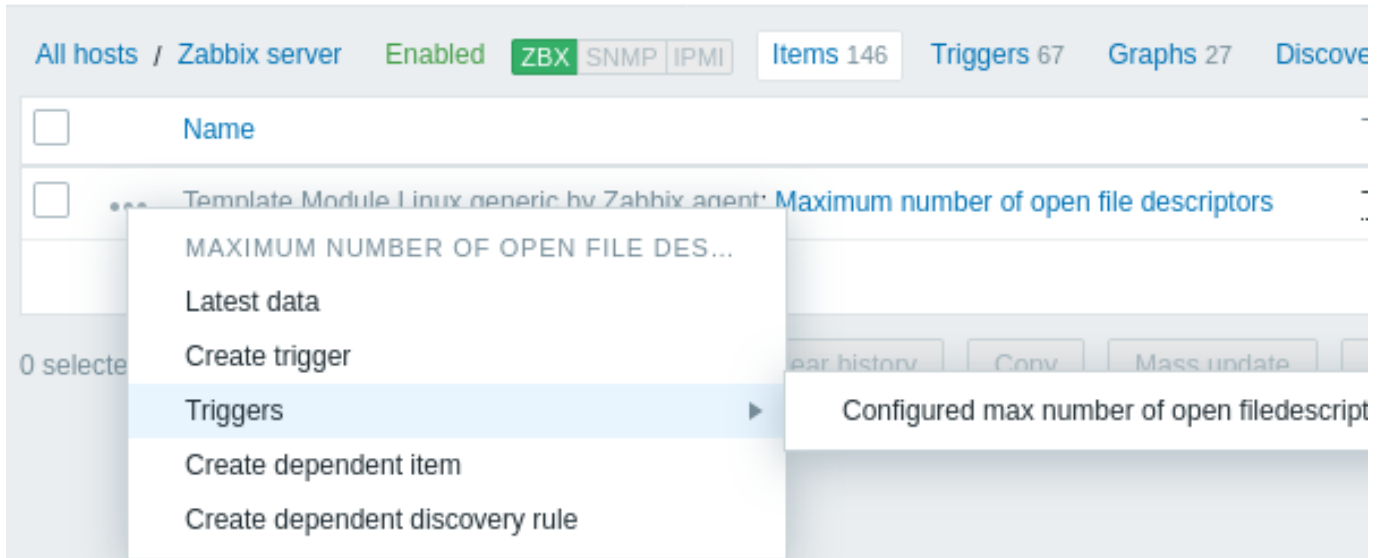 All hosts / Zabbix server Enabled ZBX SNMP IPMI Items 146 Triggers 67 Graphs 27 Discove
Name
Template Module Linux generic by Zabbix agent: Maximum number of open file descriptors
MAXIMUM NUMBER OF OPEN FILE DES...
Latest data
Create trigger
0 selecte ear history Copy Mass update
Triggers Configured max number of open filedescript
Create dependent item
Create dependent discovery rule